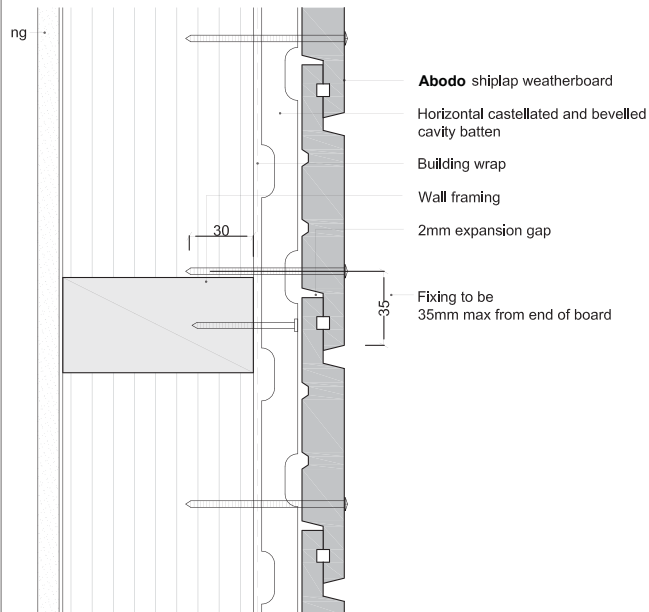 ng
Abodo shiplap weatherboard
Horizontal castellated and bevelled
cavity batten
Building wrap
Wall framing
30
2mm expansion gap
35
Fixing to be
35mm max from end of board